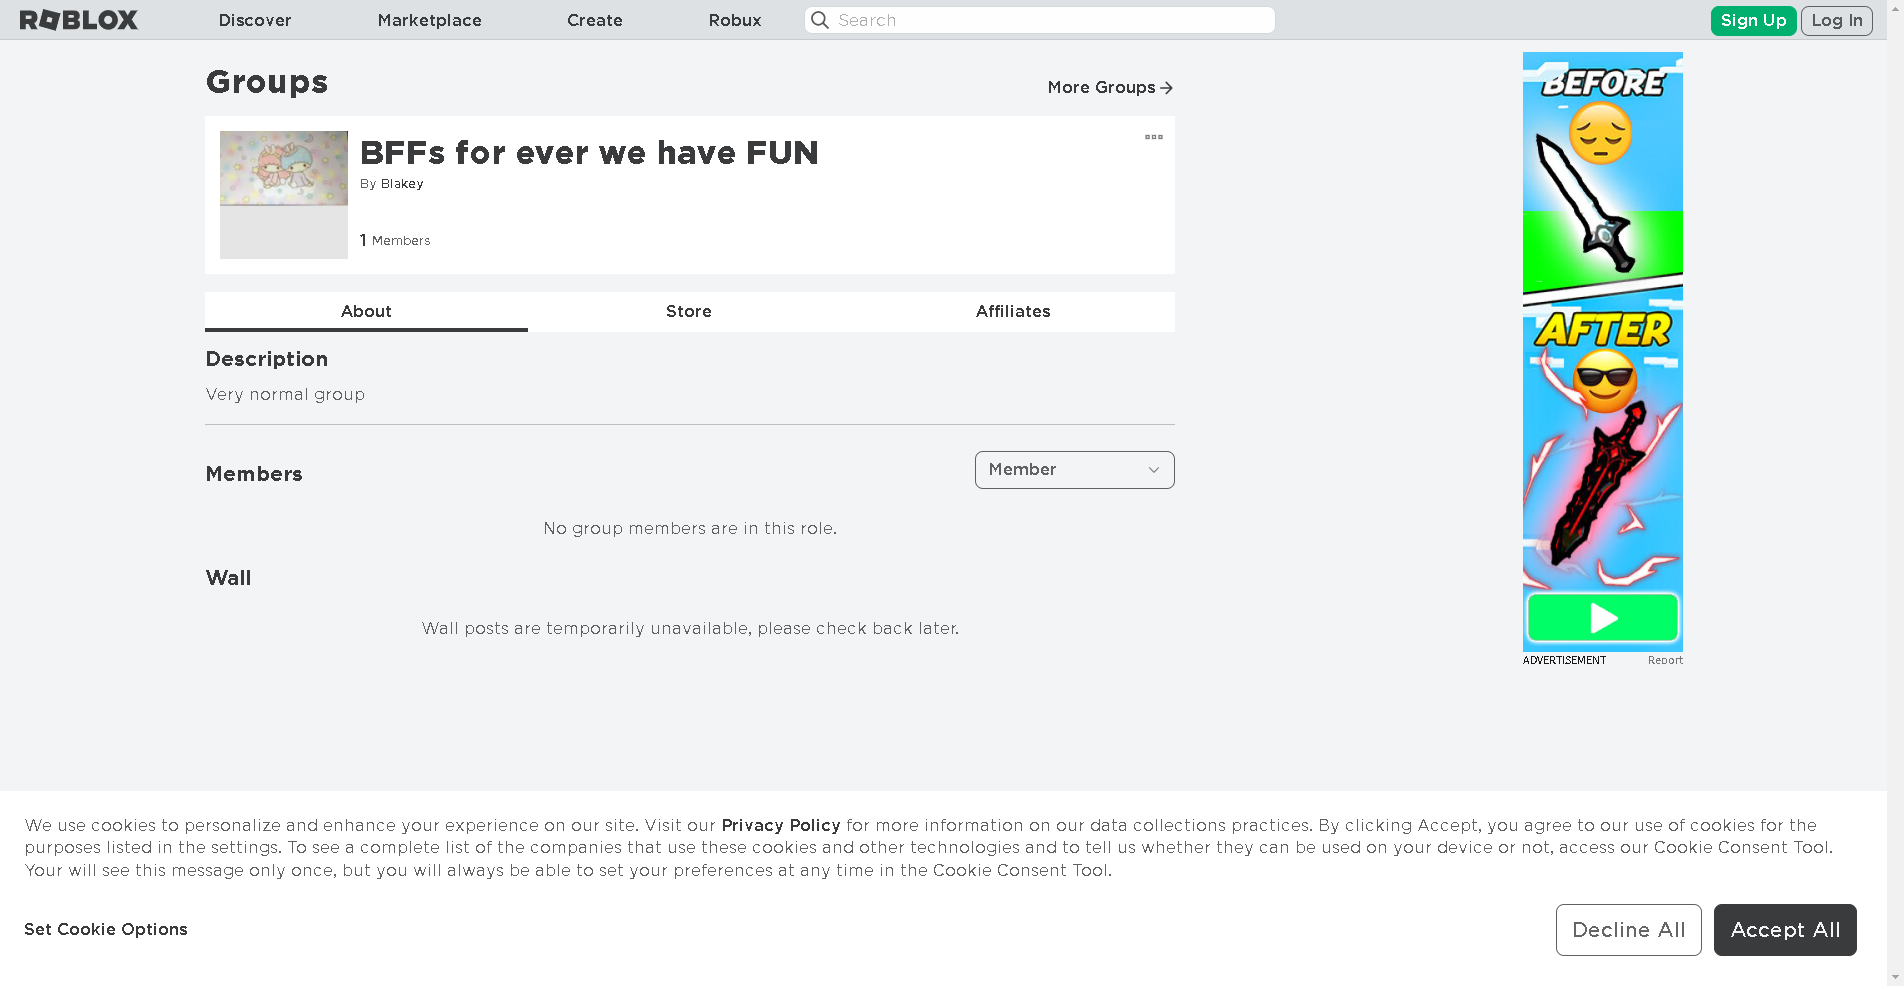 ROBLOX Discover Marketplace Create Robux Search Sign Up Log In
Groups
More Groups
BFFs for ever we have FUN
By Blakey
1 Members
About Store Affiliates
Description
Very normal group
Members
Member
No group members are in this role.
Wall
Wall posts are temporarily unavailable, please check back later.
BEFORE
AFTER
ADVERTISEMENT Report
We use cookies to personalize and enhance your experience on our site. Visit our Privacy Policy for more information on our data collections practices. By clicking Accept, you agree to our use of cookies for the
purposes listed in the settings. To see a complete list of the companies that use these cookies and other technologies and to tell us whether they can be used on your device or not, access our Cookie Consent Tool.
Your will see this message only once, but you will always be able to set your preferences at any time in the Cookie Consent Tool.
Set Cookie Options
Decline All
Accept All